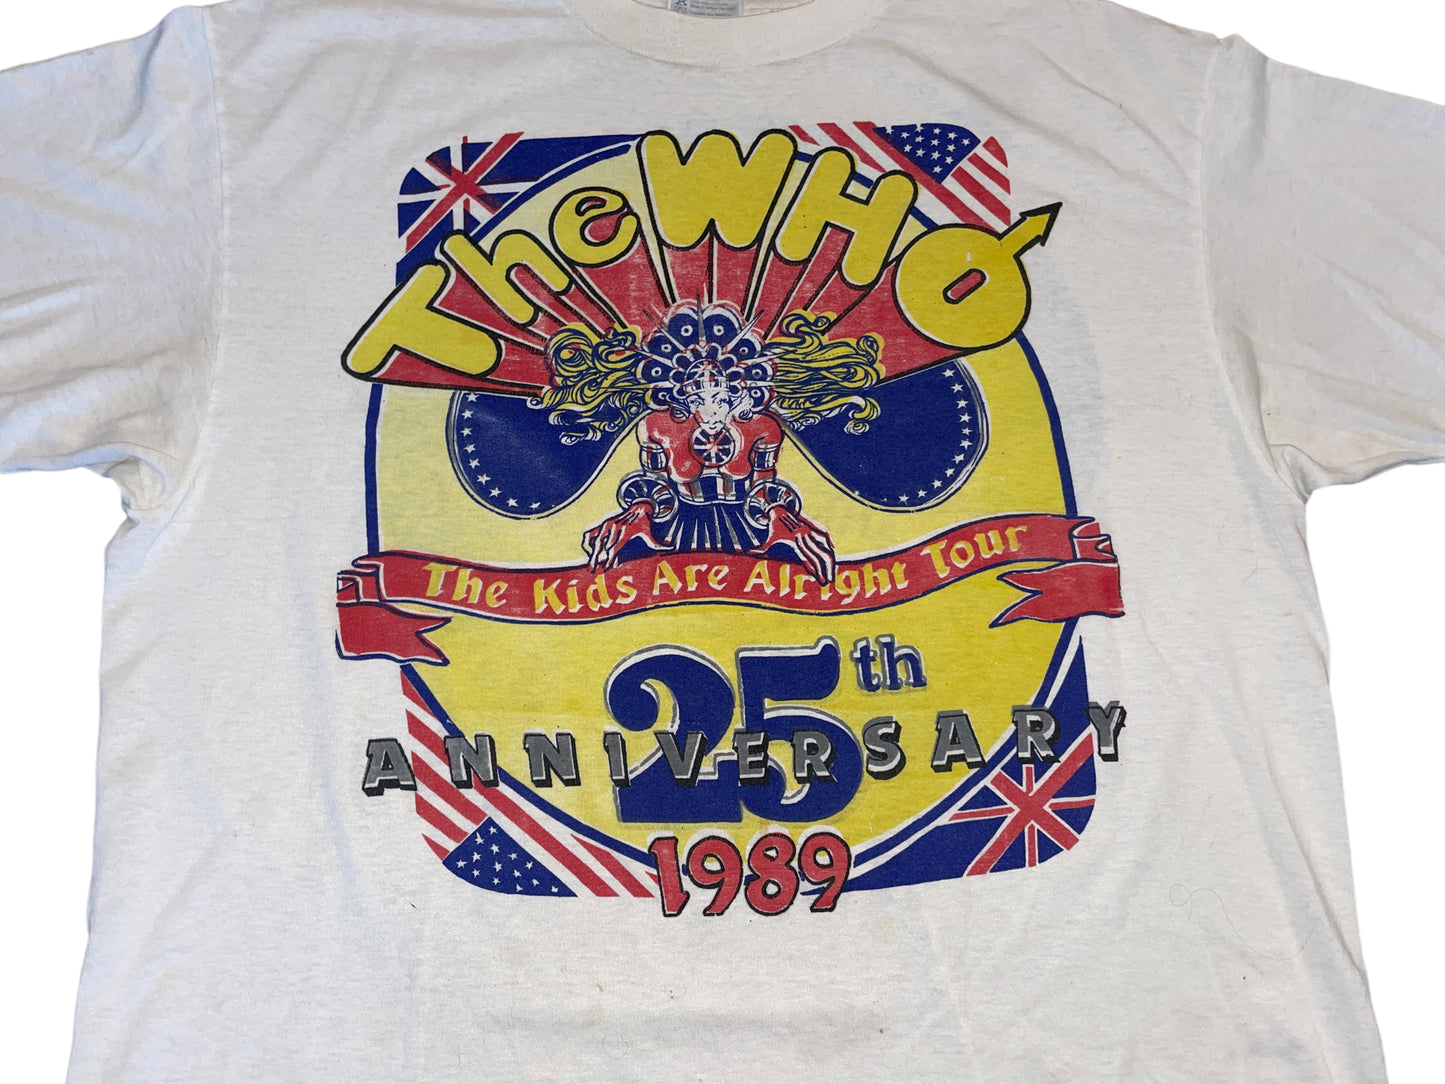 The WHO
The Kids Are Alright Tour
25th
ANNIVERSARY
1989